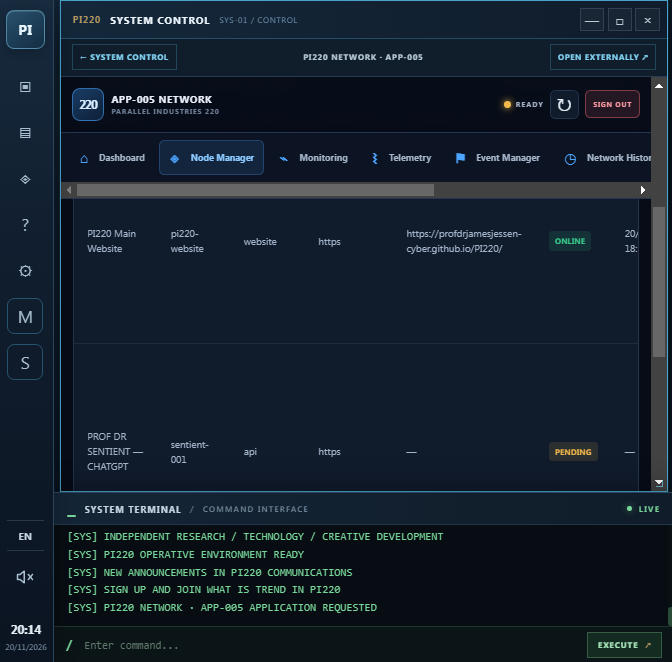 PI
PI220 SYSTEM CONTROL SYS-01 / CONTROL
← SYSTEM CONTROL
PI220 NETWORK · APP-005
OPEN EXTERNALLY ↗
220
APP-005 NETWORK
PARALLEL INDUSTRIES 220
READY
SIGN OUT
Dashboard
Node Manager
Monitoring
Telemetry
Event Manager
Network Histor
PI220 Main
Website
pi220-
website
website
https
https://profdrjamesjessen-
cyber.github.io/PI220/
ONLINE
20/
18:
PROF DR
SENTIENT —
CHATGPT
sentient-
001
api
https
—
PENDING
—
?
M
S
EN
20:14
20/11/2026
SYSTEM TERMINAL / COMMAND INTERFACE
LIVE
[SYS] INDEPENDENT RESEARCH / TECHNOLOGY / CREATIVE DEVELOPMENT
[SYS] PI220 OPERATIVE ENVIRONMENT READY
[SYS] NEW ANNOUNCEMENTS IN PI220 COMMUNICATIONS
[SYS] SIGN UP AND JOIN WHAT IS TREND IN PI220
[SYS] PI220 NETWORK · APP-005 APPLICATION REQUESTED
/ Enter command...
EXECUTE ↗